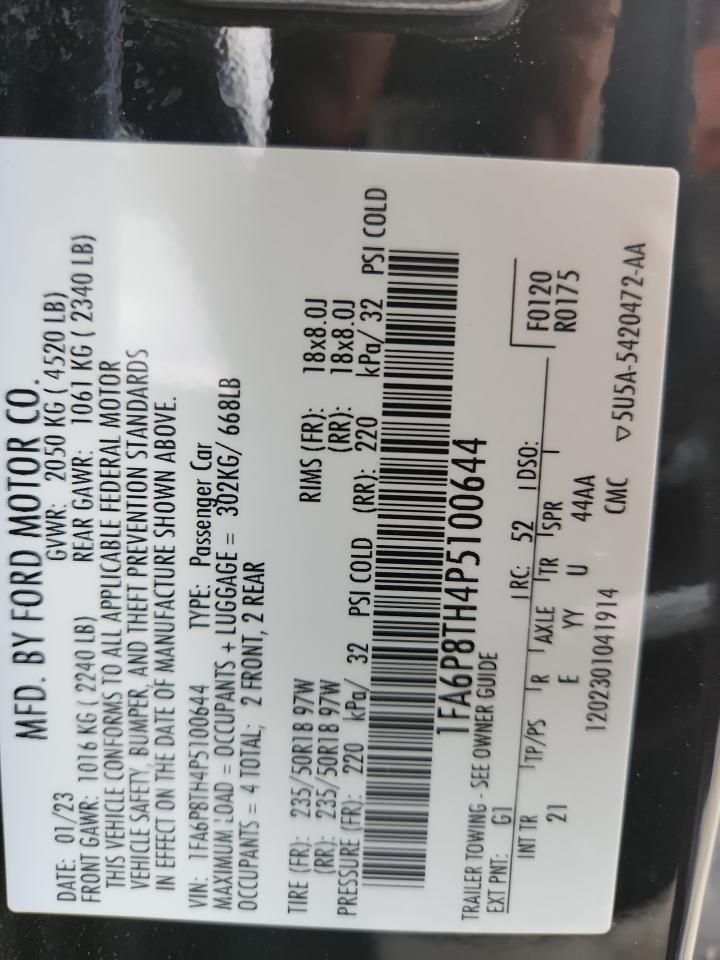 MFD. BY FORD MOTOR CO.
DATE: 01/23 GVWR: 2050 KG ( 4520 LB)
FRONT GAWR: 1016 KG ( 2240 LB) REAR GAWR: 1061 KG ( 2340 LB)
THIS VEHICLE CONFORMS TO ALL APPLICABLE FEDERAL MOTOR
VEHICLE SAFETY, BUMPER, AND THEFT PREVENTION STANDARDS
IN EFFECT ON THE DATE OF MANUFACTURE SHOWN ABOVE.
VIN: 1FA6P8TH4P5100644 TYPE: Passenger Car
MAXIMUM LOAD = OCCUPANTS + LUGGAGE = 302KG/ 668LB
OCCUPANTS = 4 TOTAL; 2 FRONT, 2 REAR
TIRE (FR): 235/50R18 97W RIMS (FR): 18x8.0J
(RR): 235/50R18 97W (RR): 18x8.0J
PRESSURE (FR): 220 kPa/ 32 PSI COLD (RR): 220 kPa/ 32 PSI COLD
1FA6P8TH4P5100644
TRAILER TOWING - SEE OWNER GUIDE
EXT PNT: G1 RC: 52 DSO: F0120
INT TR TP/PS R AXLE TR SPR R0175
21 E YY U 44AA
1202301041914 CMC ▽5U5A-5420472-AA